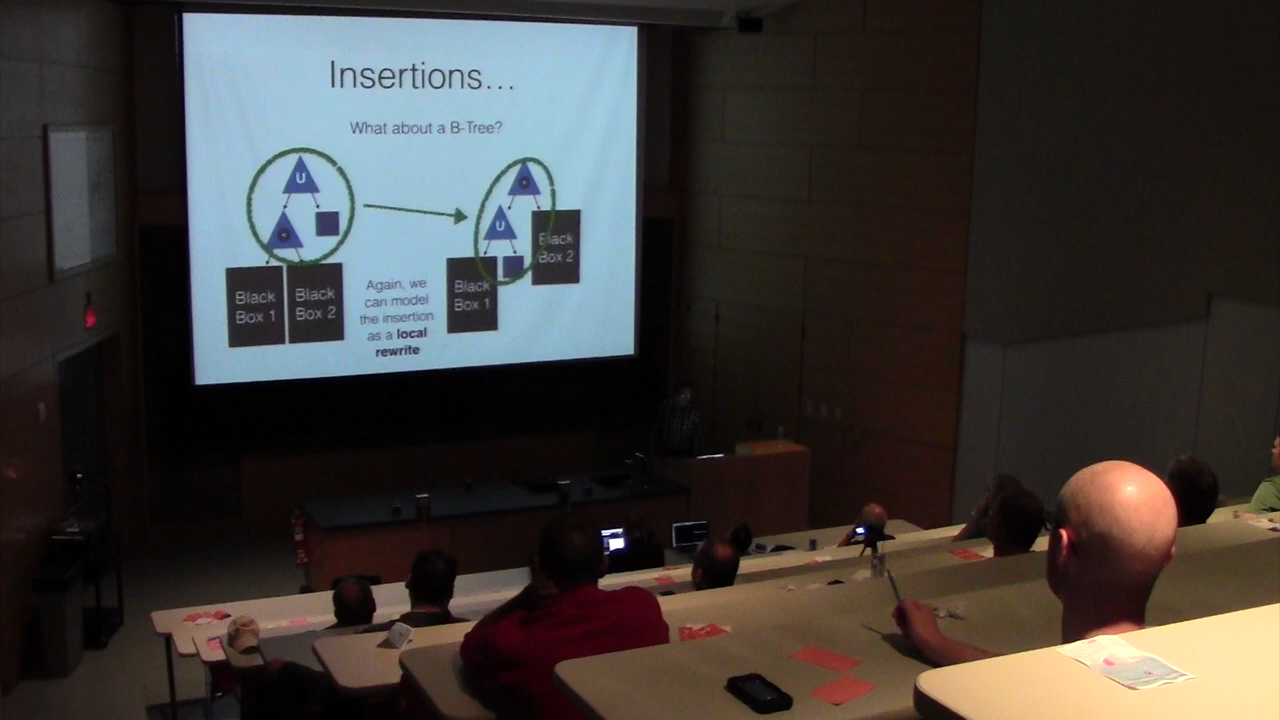 Insertions...
What about a B-Tree?
U
U
Black
Box 2
Black
Box 1
Black
Box 2
Black
Box 1
Again, we
can model
the insertion
as a local
rewrite